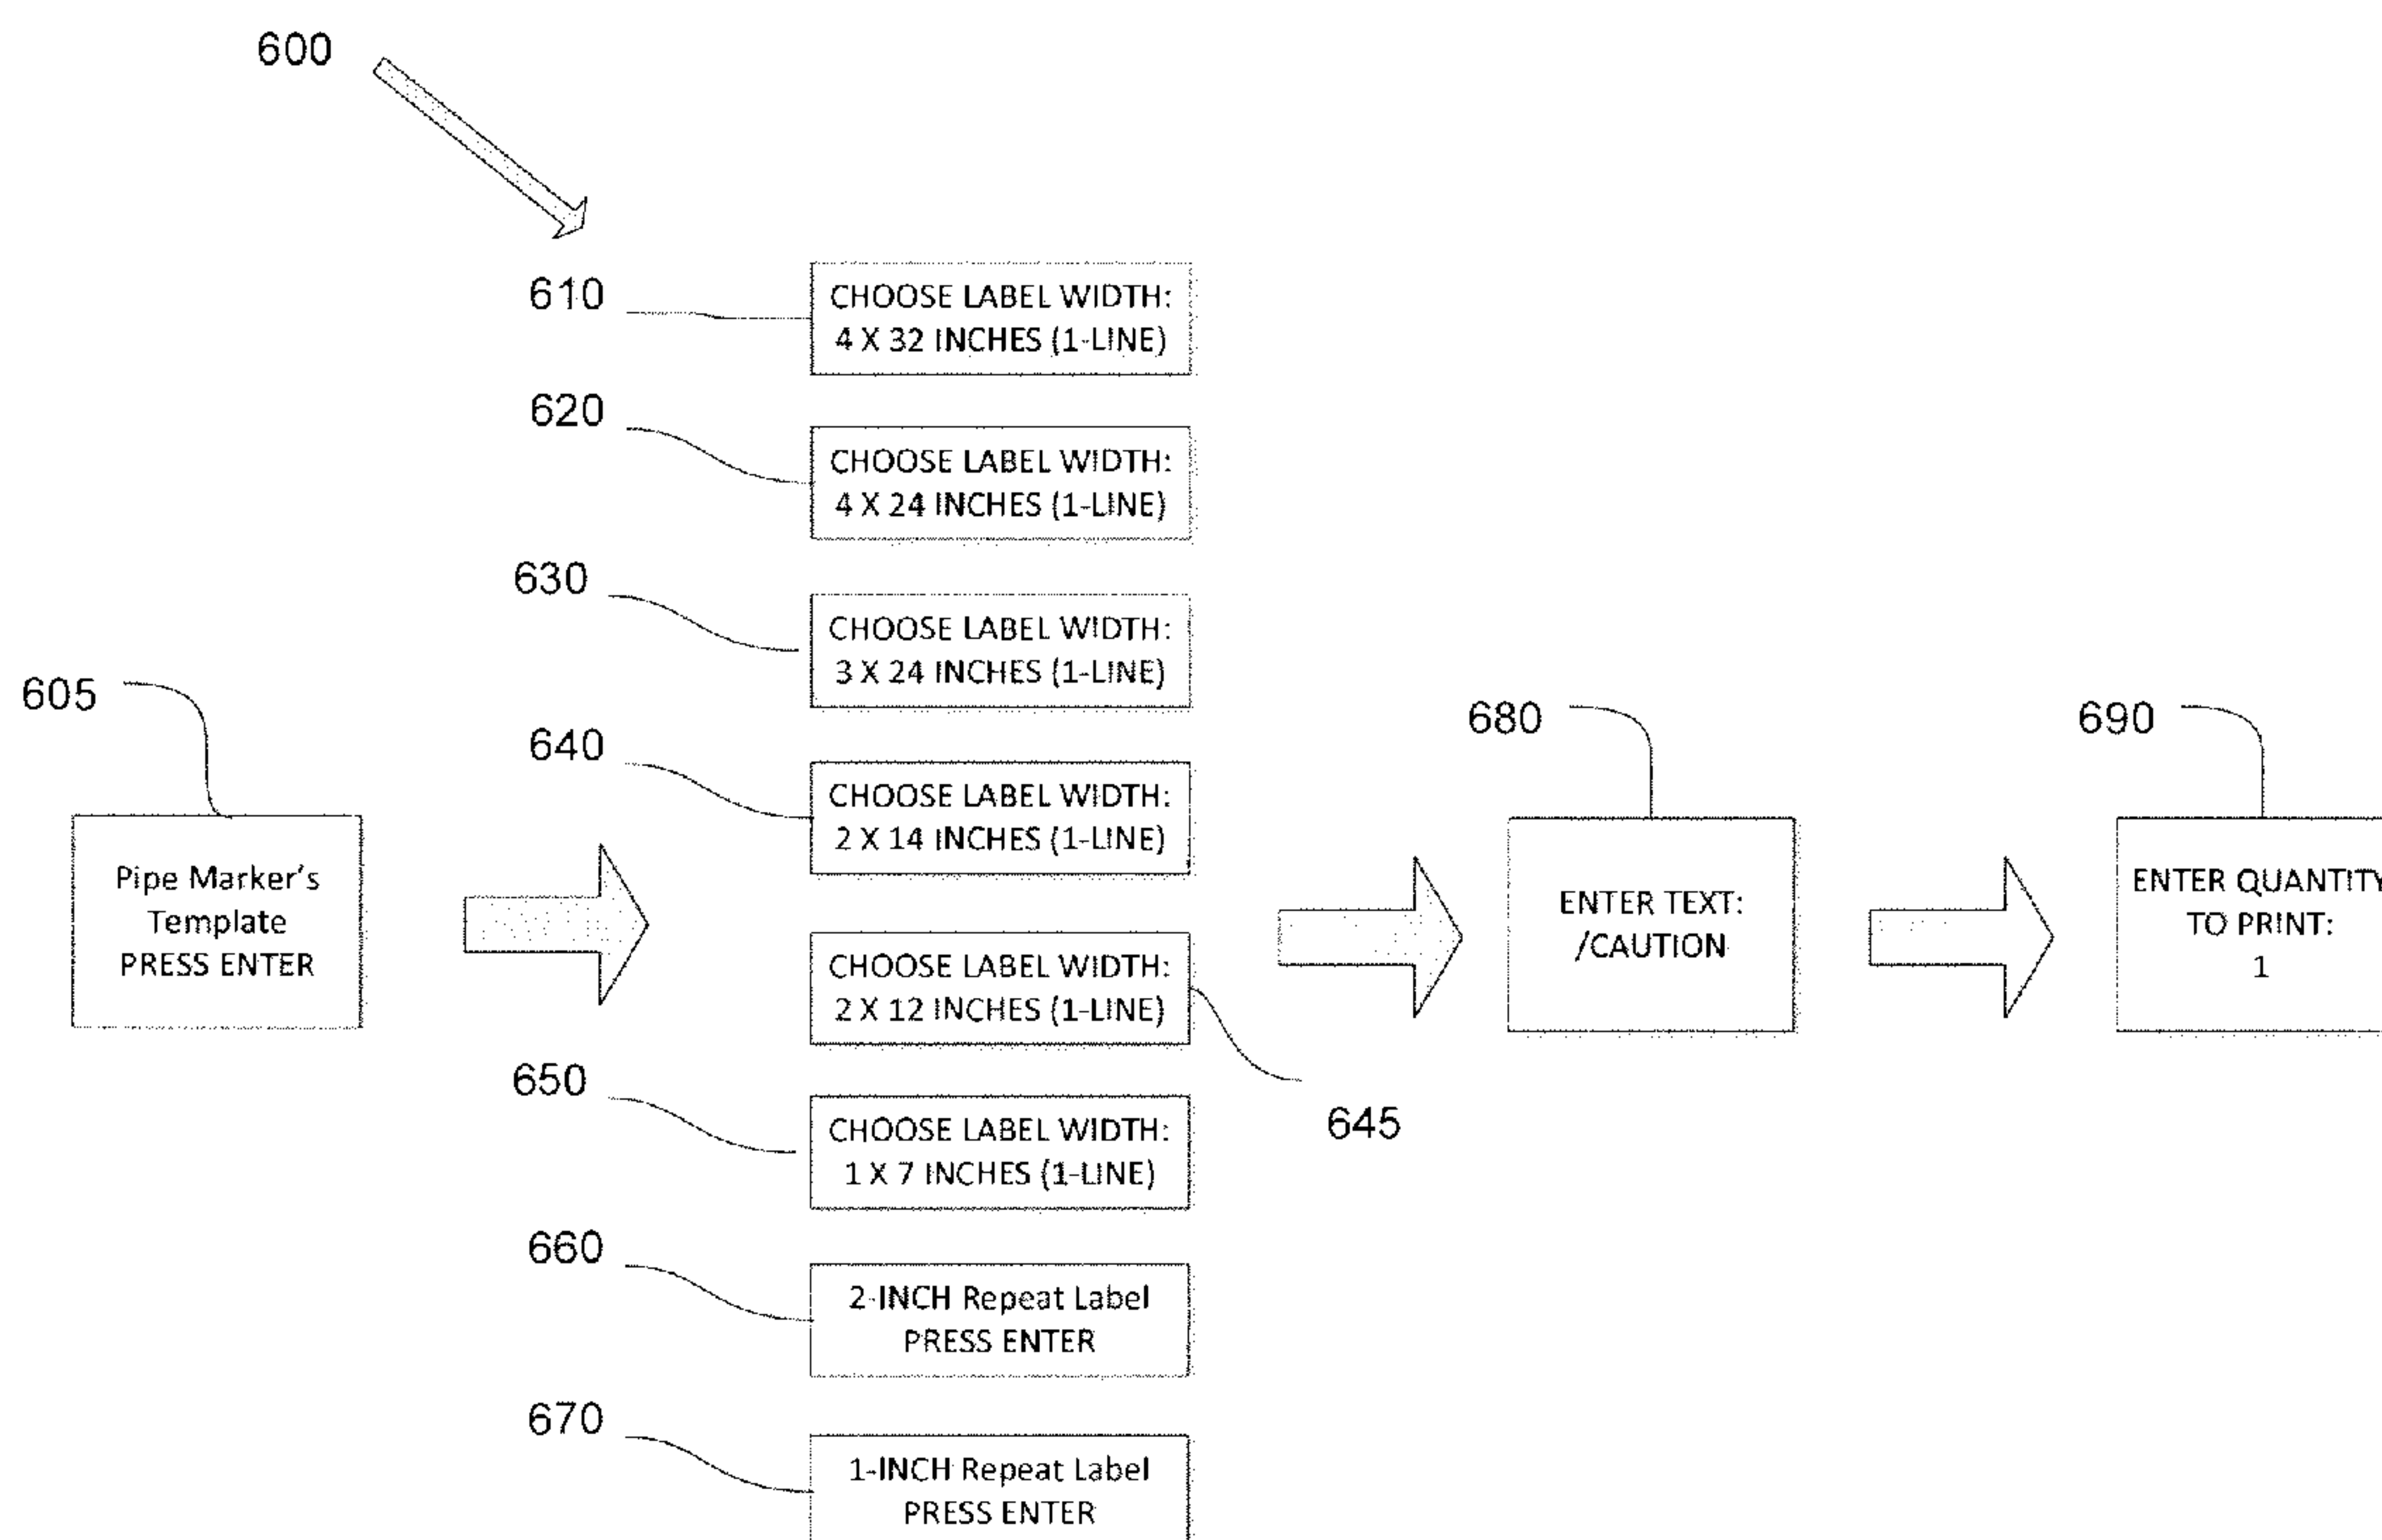 600
610
CHOOSE LABEL WIDTH:
4 X 32 INCHES (1-LINE)
620
CHOOSE LABEL WIDTH:
4 X 24 INCHES (1-LINE)
630
CHOOSE LABEL WIDTH:
3 X 24 INCHES (1-LINE)
605
Pipe Marker's
Template
PRESS ENTER
640
CHOOSE LABEL WIDTH:
2 X 14 INCHES (1-LINE)
CHOOSE LABEL WIDTH:
2 X 12 INCHES (1-LINE)
645
650
CHOOSE LABEL WIDTH:
1 X 7 INCHES (1-LINE)
660
2-INCH Repeat Label
PRESS ENTER
670
1-INCH Repeat Label
PRESS ENTER
680
ENTER TEXT:
/CAUTION
690
ENTER QUANTITY
TO PRINT:
1